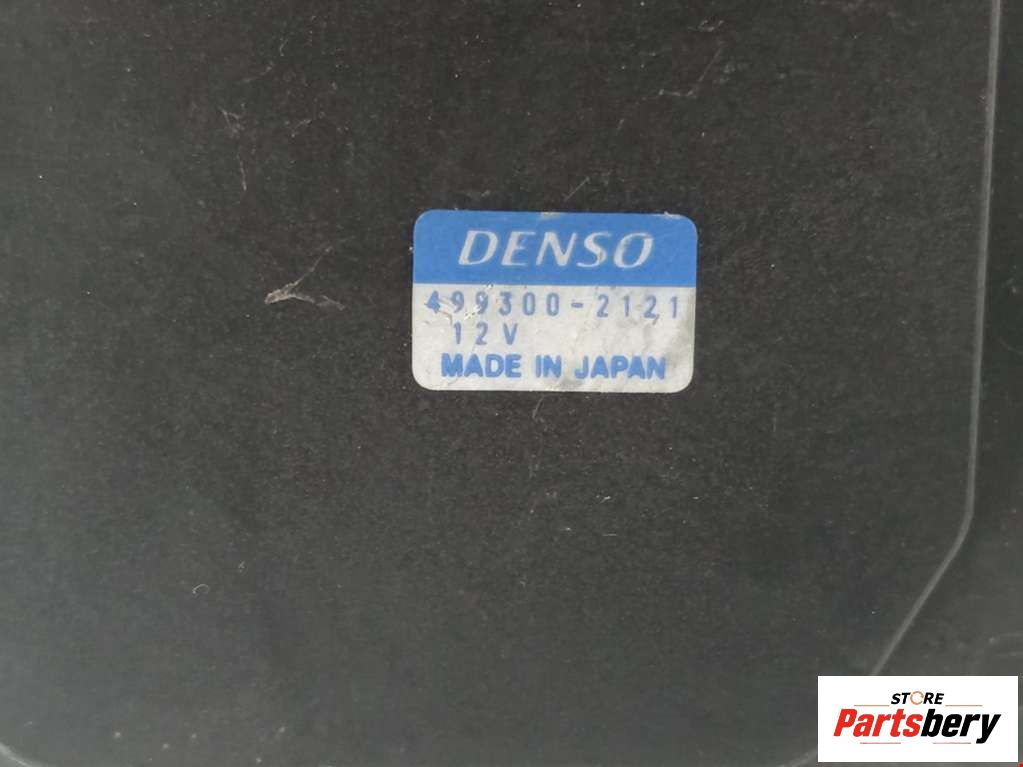 DENSO
499300-2121
12V
MADE IN JAPAN
STORE
Partsbery